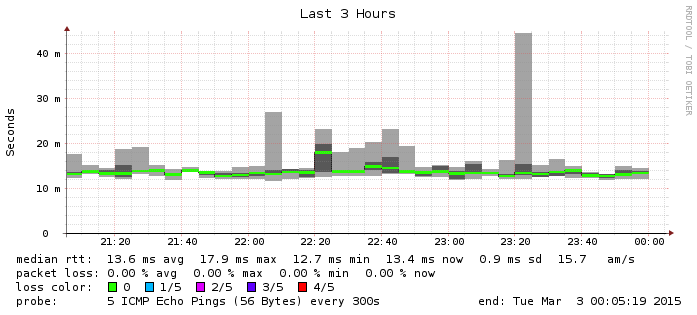 Last 3 Hours
RRDTOOL / TOBI OETIKER
Seconds
40 m
30 m
20 m
10 m
0
21:20 21:40 22:00 22:20 22:40 23:00 23:20 23:40 00:00
median rtt: 13.6 ms avg 17.9 ms max 12.7 ms min 13.4 ms now 0.9 ms sd 15.7 am/s
packet loss: 0.00 % avg 0.00 % max 0.00 % min 0.00 % now
loss color: 0 1/5 2/5 3/5 4/5
probe: 5 ICMP Echo Pings (56 Bytes) every 300s end: Tue Mar 3 00:05:19 2015